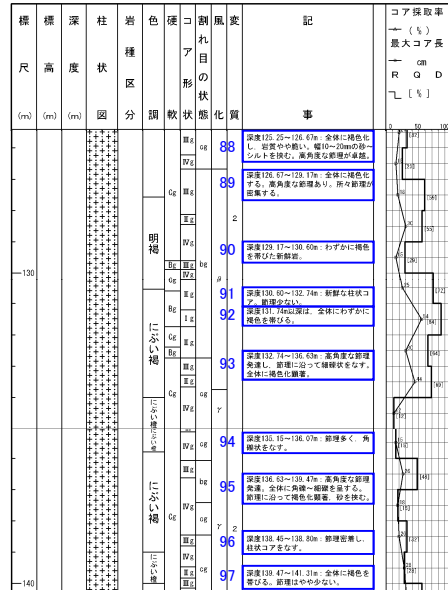 標尺 (m)
標高 (m)
深度 (m)
柱状図
岩種区分
色調
硬軟
コア形状
割れ目の状態
風化
変質
記事
コア採取率
(%)
最大コア長
cm
R Q D
[%]
0 50 100
88
深度125.25～126.67m：全体に褐色化
し、岩質やや脆い。幅10～20mmの砂～
シルトを挟む。高角度な節理が卓越。
89
深度126.67～129.17m：全体に褐色化
する。高角度な節理あり。所々節理が
密集する。
90
深度129.17～130.60m：わずかに褐色
を帯びた新鮮岩。
91
深度130.60～132.74m：新鮮な柱状コ
ア。節理少ない。
92
深度131.74m以深は、全体にわずかに
褐色を帯びる。
93
深度132.74～136.63m：高角度な節理
発達し、節理に沿って細礫状をなす。
全体に褐色化顕著。
94
深度135.15～136.07m：節理多く、角
礫状をなす。
95
深度136.63～139.47m：高角度な節理
発達。全体に角礫～細礫を呈する。
節理に沿って褐色化顕著、砂を挟む。
96
深度138.45～138.80m：節理密集し、
柱状コアをなす。
97
深度139.47～141.31m：全体に褐色を
帯びる。節理はやや少ない。
130
140
明褐
にぶい褐
にぶい橙
にぶい褐
にぶい橙
Cg
Bg
Cg
Bg
Cg
Bg
Cg
Cg
Ⅲg
Ⅳg
Ⅲg
Ⅱg
Ⅳg
Ⅲg
Ⅳg
Ⅱg
Ⅰg
Ⅱg
Ⅲg
Ⅱg
Ⅳg
Ⅳg
Ⅲg
Ⅳg
Ⅲg
Ⅳg
Ⅱg
Ⅲg
cg
bg
cg
bg
cg
cg
β
γ
γ
2
2